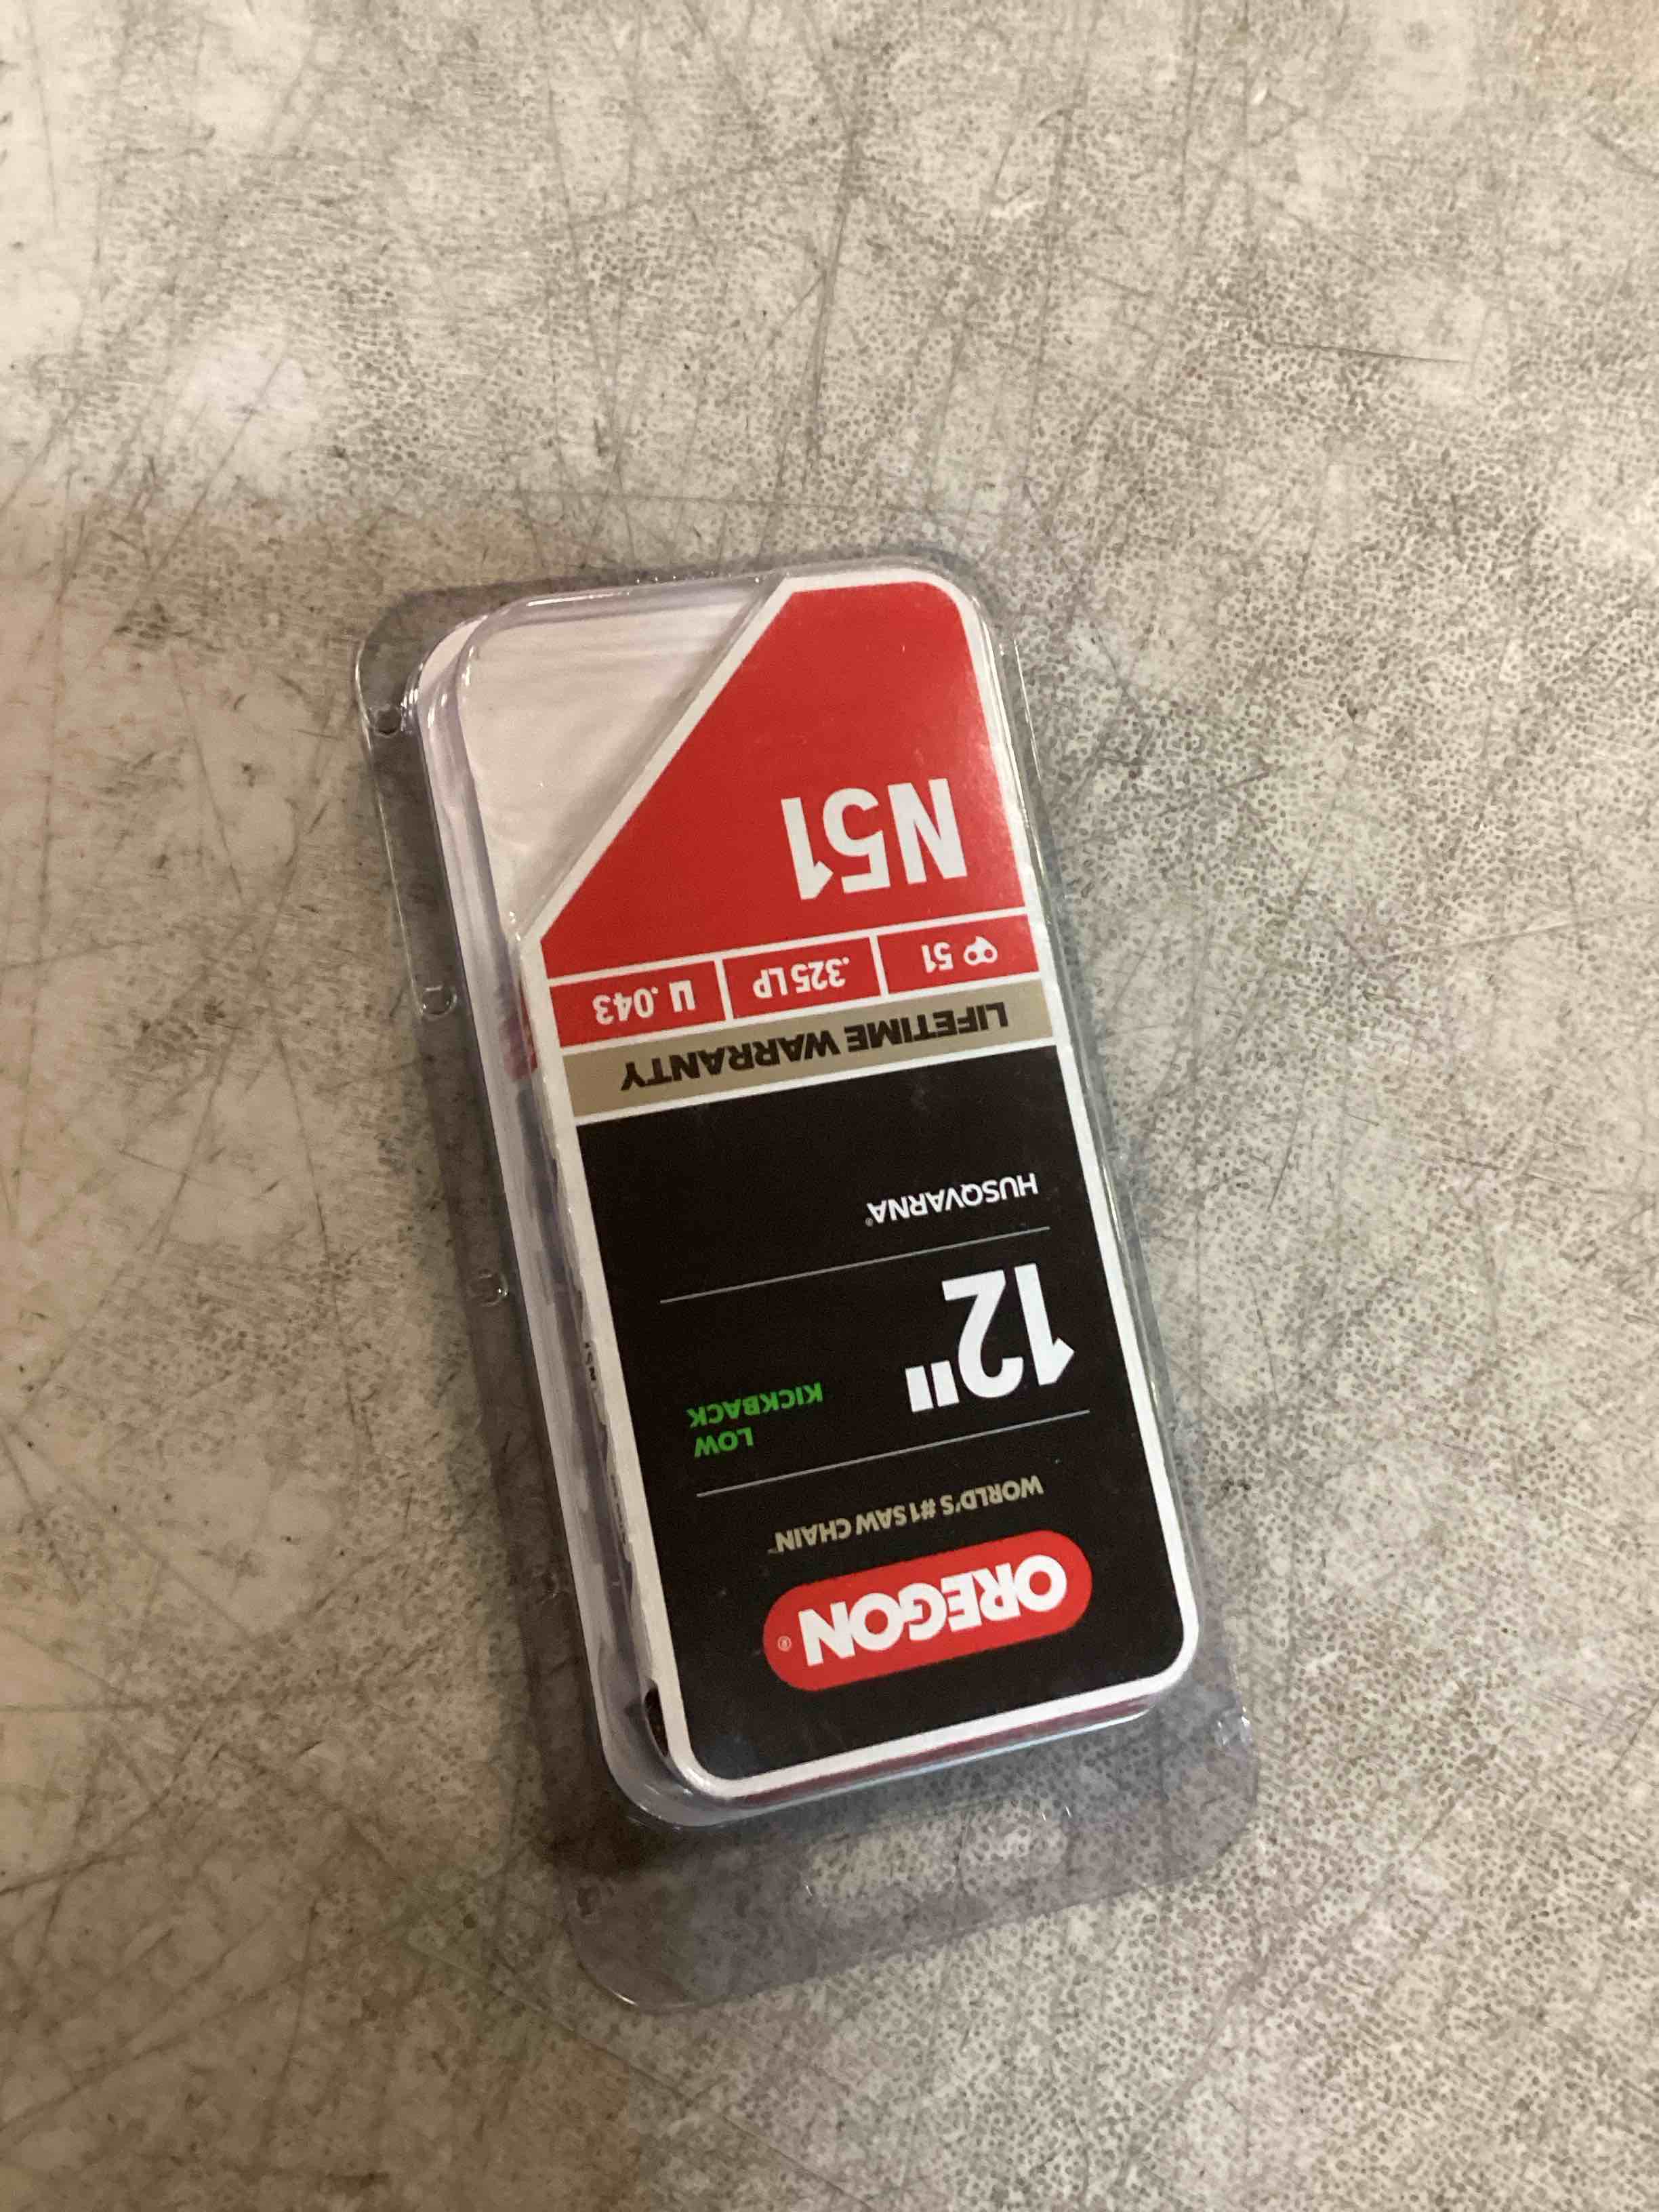 OREGON®
WORLD'S #1 SAW CHAIN™
12"
LOW
KICKBACK
HUSQVARNA®
LIFETIME WARRANTY
51
.325 LP
.043
N51